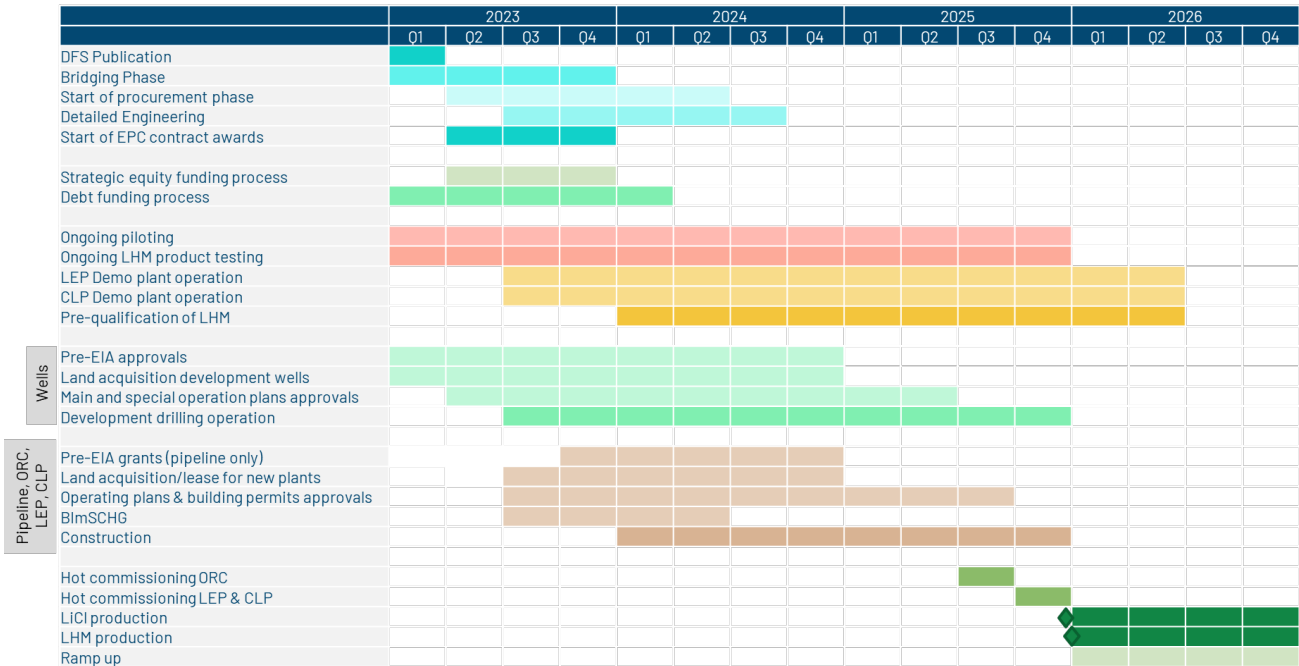 2023 2024 2025 2026
Q1 Q2 Q3 Q4 Q1 Q2 Q3 Q4 Q1 Q2 Q3 Q4 Q1 Q2 Q3 Q4
DFS Publication
Bridging Phase
Start of procurement phase
Detailed Engineering
Start of EPC contract awards
Strategic equity funding process
Debt funding process
Ongoing piloting
Ongoing LHM product testing
LEP Demo plant operation
CLP Demo plant operation
Pre-qualification of LHM
Wells
Pre-EIA approvals
Land acquisition development wells
Main and special operation plans approvals
Development drilling operation
Pipeline, ORC,
LEP, CLP
Pre-EIA grants (pipeline only)
Land acquisition/lease for new plants
Operating plans & building permits approvals
BImSCHG
Construction
Hot commissioning ORC
Hot commissioning LEP & CLP
LiCl production
LHM production
Ramp up